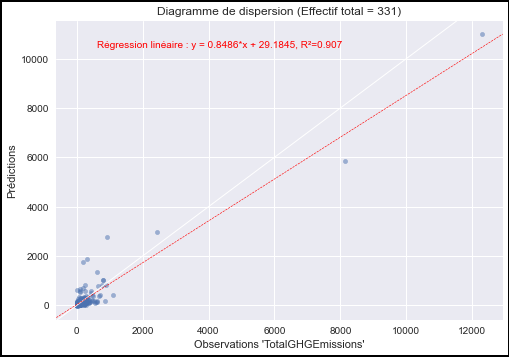 Diagramme de dispersion (Effectif total = 331)
Régression linéaire : y = 0.8486*x + 29.1845, R²=0.907
10000
8000
6000
4000
2000
0
Prédictions
0 2000 4000 6000 8000 10000 12000
Observations 'TotalGHGEmissions'